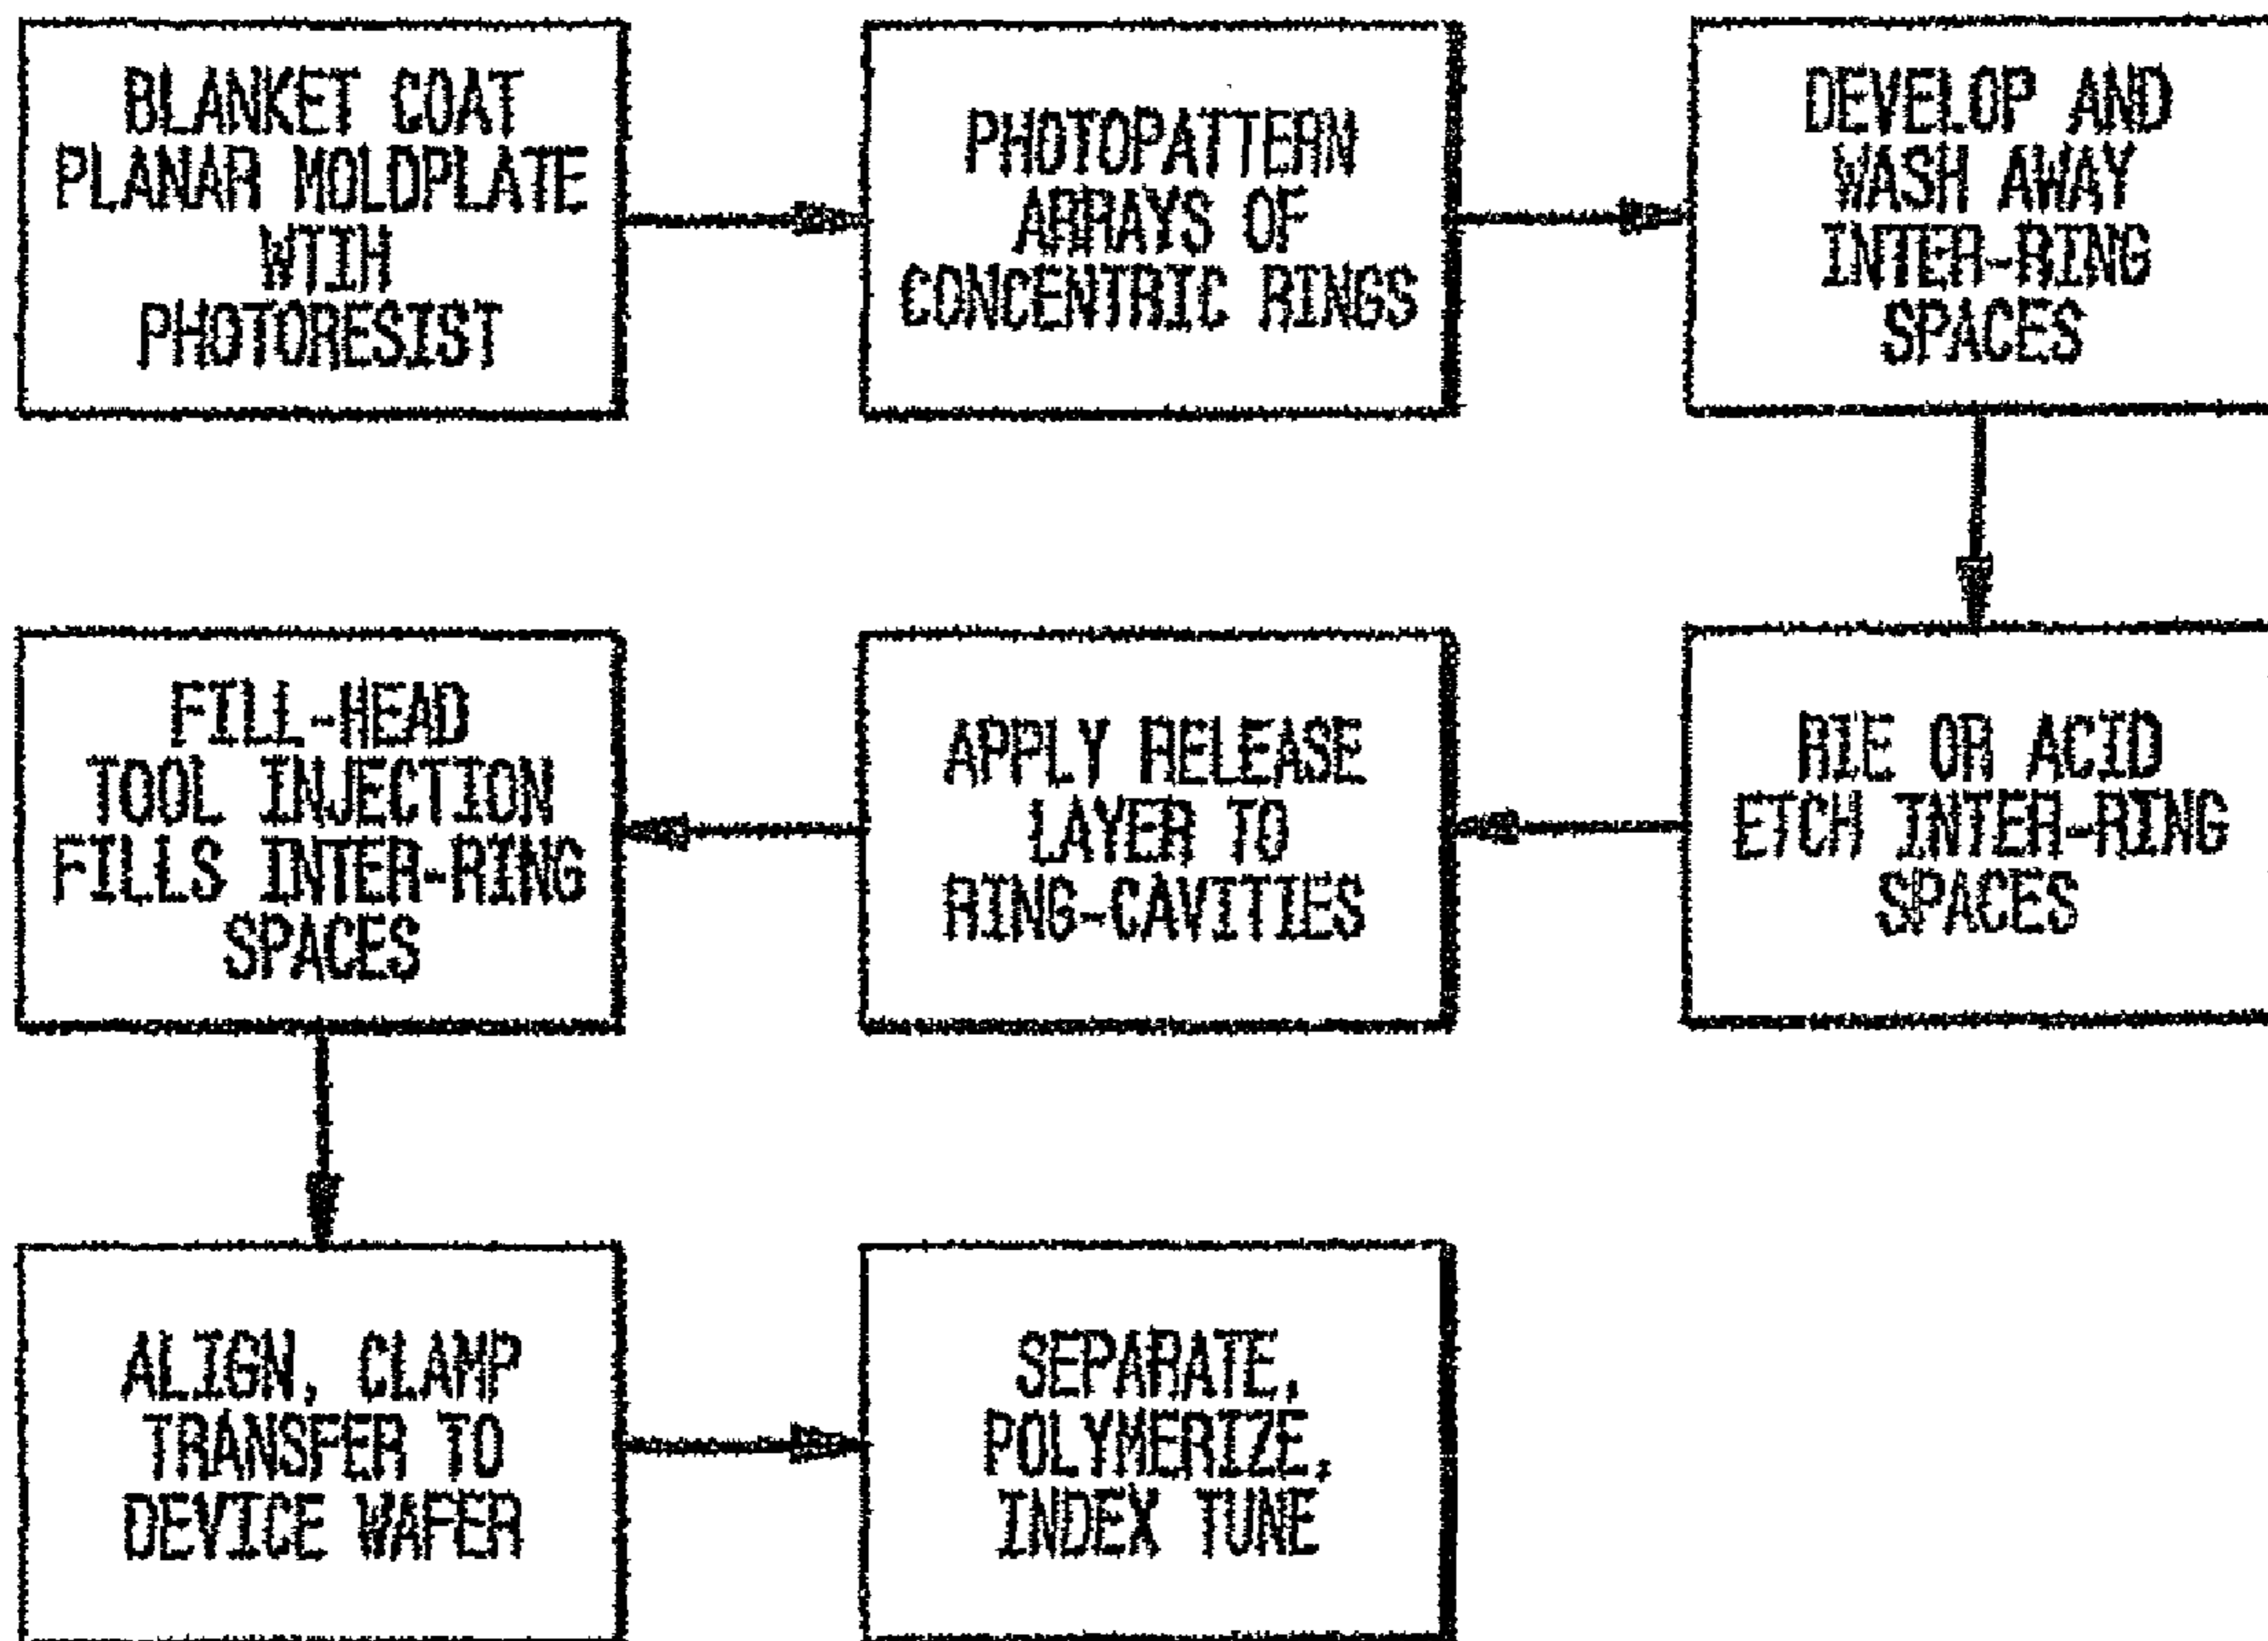 BLANKET COAT
PLANAR MOLDPLATE
WTIH
PHOTORESIST
PHOTOPATTERN
ARRAYS OF
CONCENTRIC RINGS
DEVELOP AND
WASH AWAY
INTER-RING
SPACES
RIE OR ACID
ETCH INTER-RING
SPACES
APPLY RELEASE
LAYER TO
RING-CAVITIES
FILL-HEAD
TOOL INJECTION
FILLS INTER-RING
SPACES
ALIGN, CLAMP
TRANSFER TO
DEVICE WAFER
SEPARATE,
POLYMERIZE,
INDEX TUNE